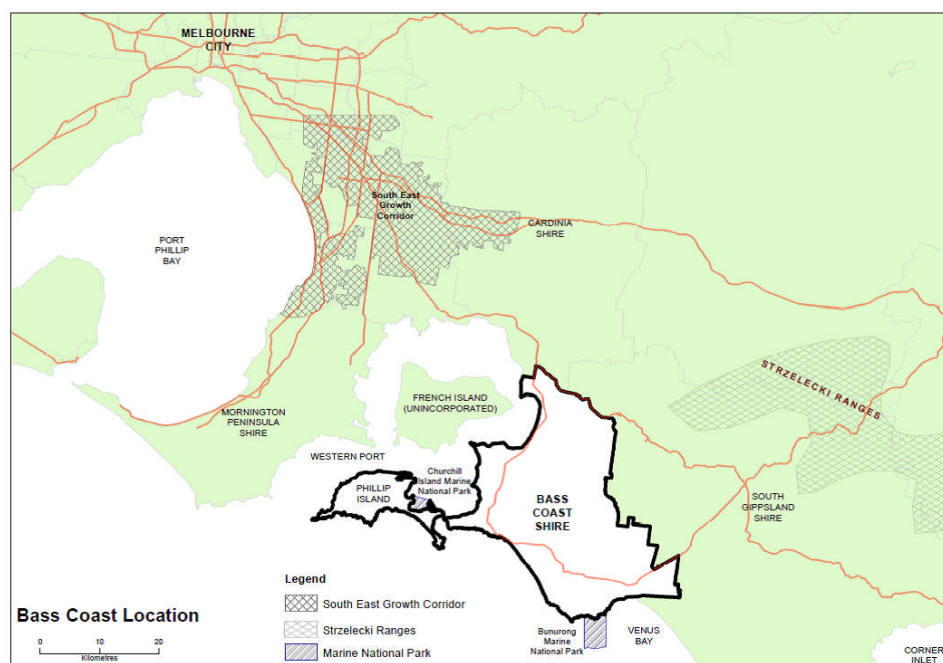 MELBOURNE
CITY
South East
Growth
Corridor
CARDINIA
SHIRE
PORT
PHILLIP
BAY
STRZELECKI RANGES
FRENCH ISLAND
(UNINCORPORATED)
MORNINGTON
PENINSULA
SHIRE
WESTERN PORT
Churchill
Island Marine
National Park
PHILLIP
ISLAND
BASS
COAST
SHIRE
SOUTH
GIPPSLAND
SHIRE
Legend
South East Growth Corridor
Strzelecki Ranges
Marine National Park
Bass Coast Location
0 10 20
Kilometres
Bunurong
Marine
National Park
VENUS
BAY
CORNER
INLET